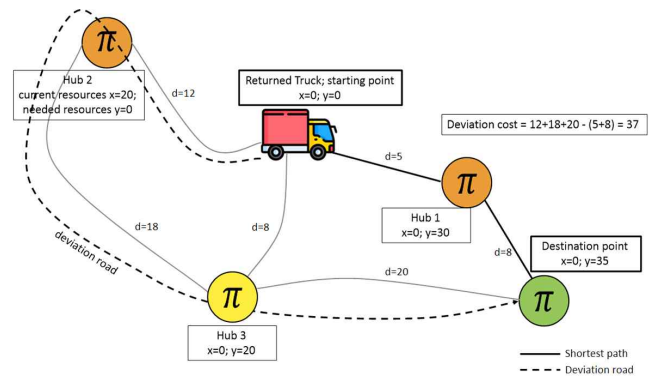 π
Hub 2
current resources x=20;
needed resources y=0
d=12
Returned Truck; starting point
x=0; y=0
Deviation cost = 12+18+20 - (5+8) = 37
d=5
π
Hub 1
x=0; y=30
d=18
d=8
deviation road
d=8
Destination point
x=0; y=35
d=20
π
π
Hub 3
x=0; y=20
Shortest path
Deviation road